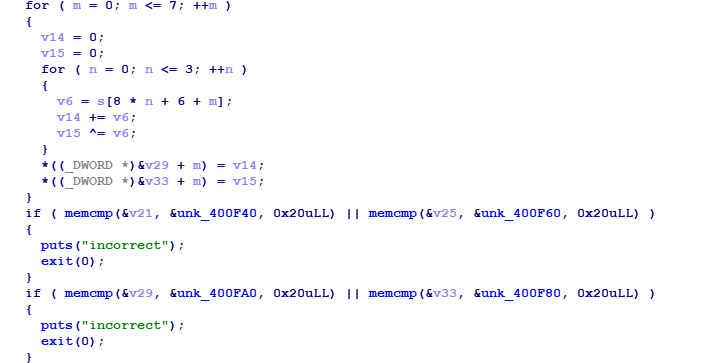 for ( m = 0; m <= 7; ++m )
{
v14 = 0;
v15 = 0;
for ( n = 0; n <= 3; ++n )
{
v6 = s[8 * n + 6 + m];
v14 += v6;
v15 ^= v6;
}
*((_DWORD *)&v29 + m) = v14;
*((_DWORD *)&v33 + m) = v15;
}
if ( memcmp(&v21, &unk_400F40, 0x20uLL) || memcmp(&v25, &unk_400F60, 0x20uLL) )
{
puts("incorrect");
exit(0);
}
if ( memcmp(&v29, &unk_400FA0, 0x20uLL) || memcmp(&v33, &unk_400F80, 0x20uLL) )
{
puts("incorrect");
exit(0);
}